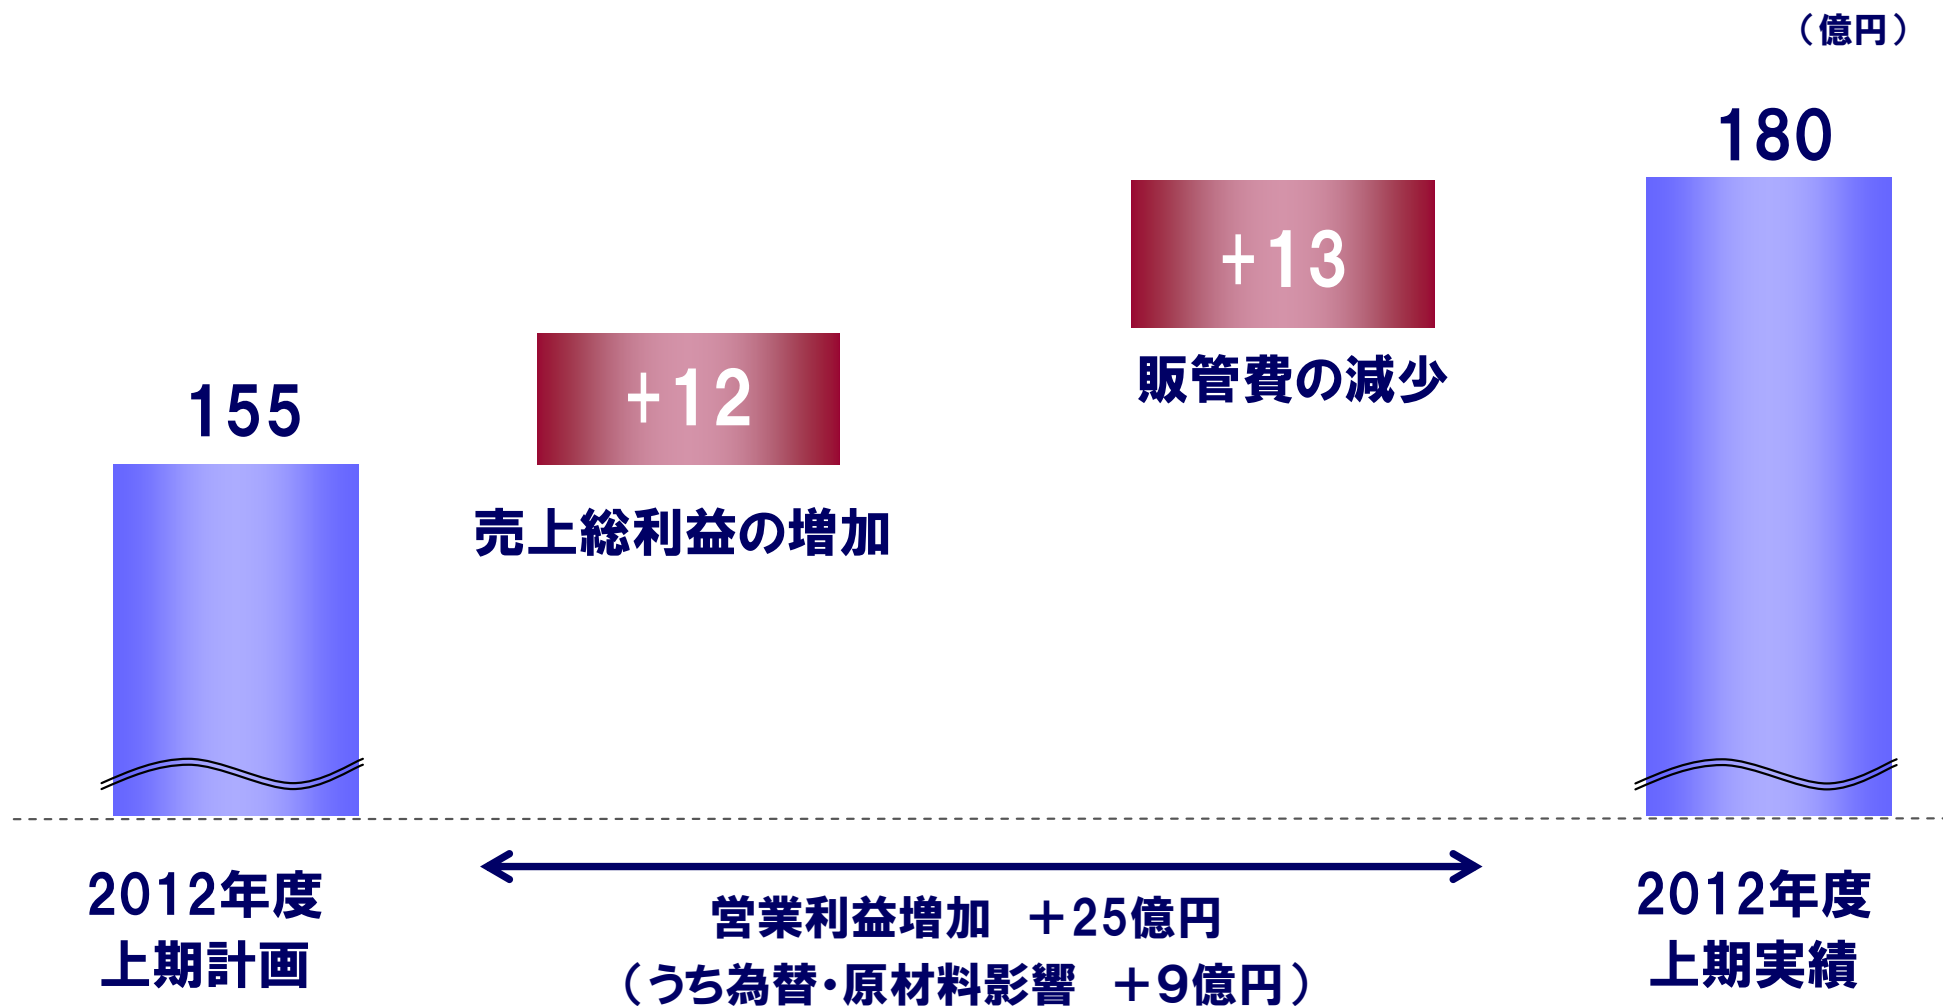 （億円）
180
+13
販管費の減少
+12
155
売上総利益の増加
2012年度
上期計画
営業利益増加　＋25億円
（うち為替・原材料影響　＋9億円）
2012年度
上期実績